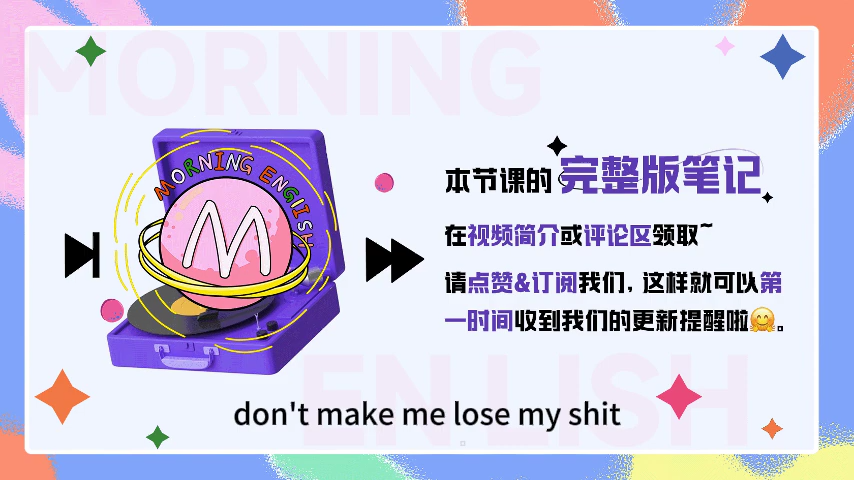 MORNING
MORNING ENGLISH
M
本节课的 完整版笔记
在视频简介或评论区领取~
请点赞&订阅我们，这样就可以第
一时间收到我们的更新提醒啦🤗。
EN LISH
don't make me lose my shit